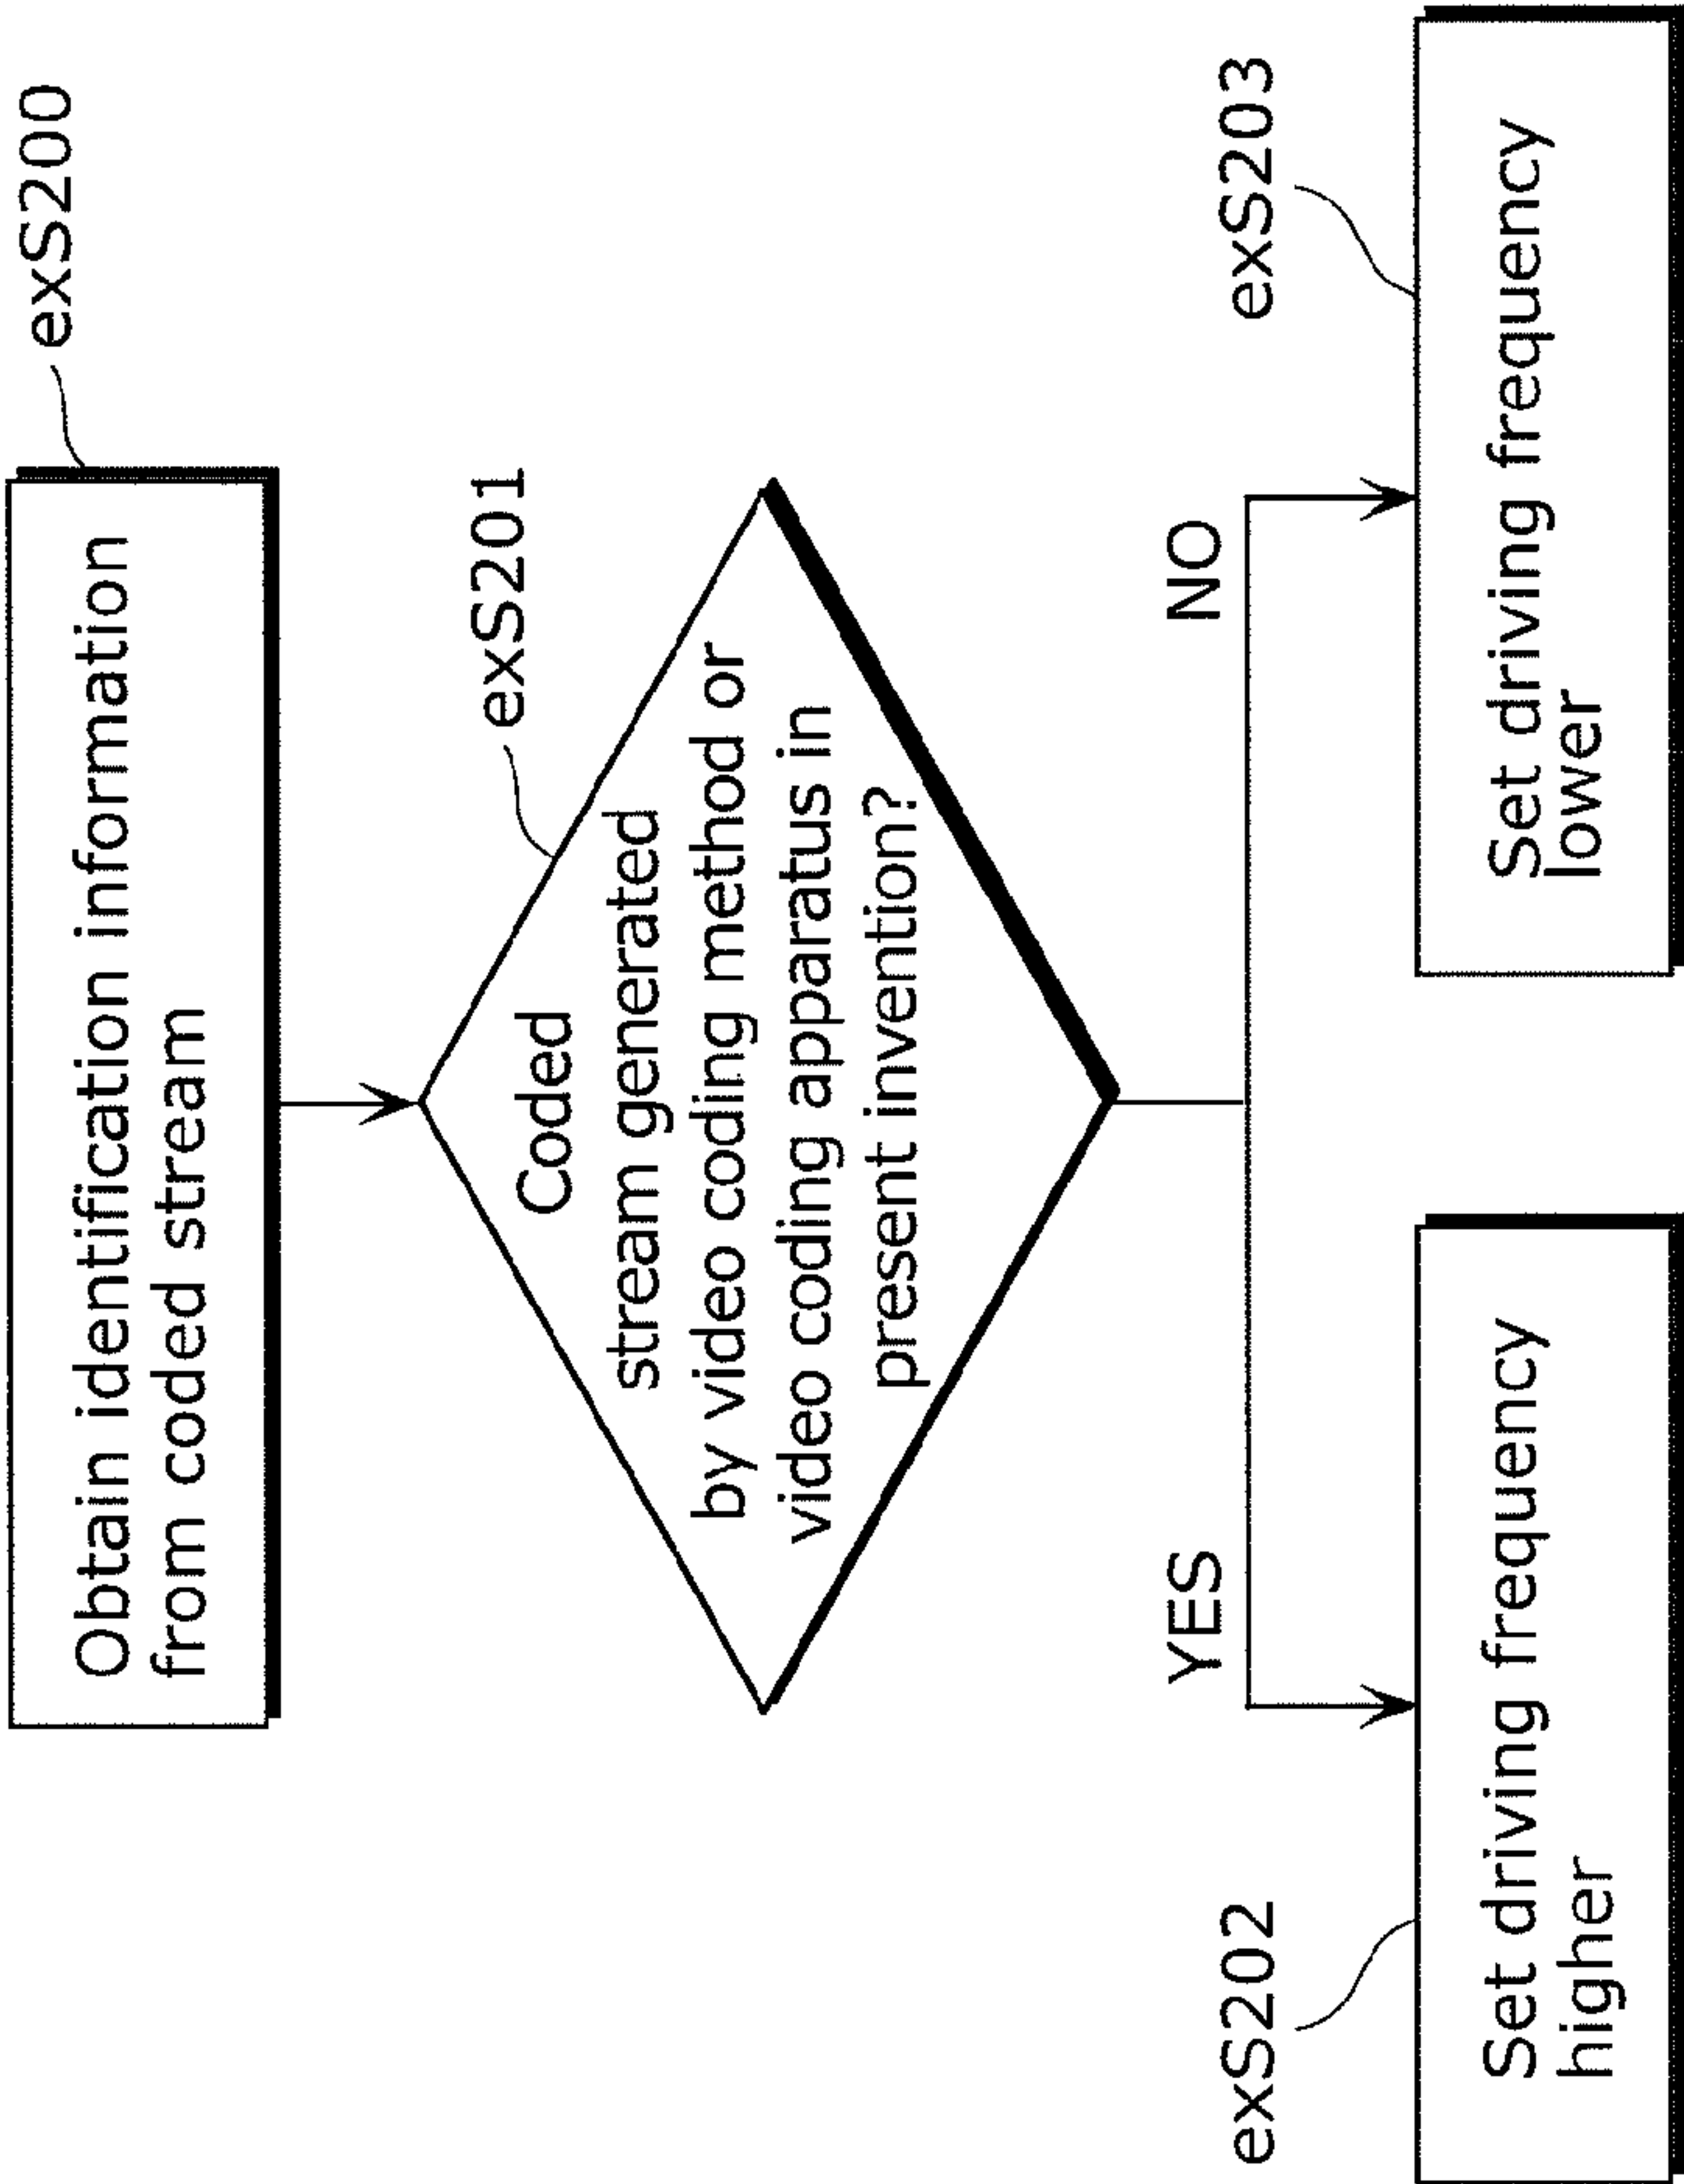 exS200
Obtain identification information
from coded stream
exS201
Coded
stream generated
by video coding method or
video coding apparatus in
present invention?
YES
NO
exS202
Set driving frequency
higher
exS203
Set driving frequency
lower